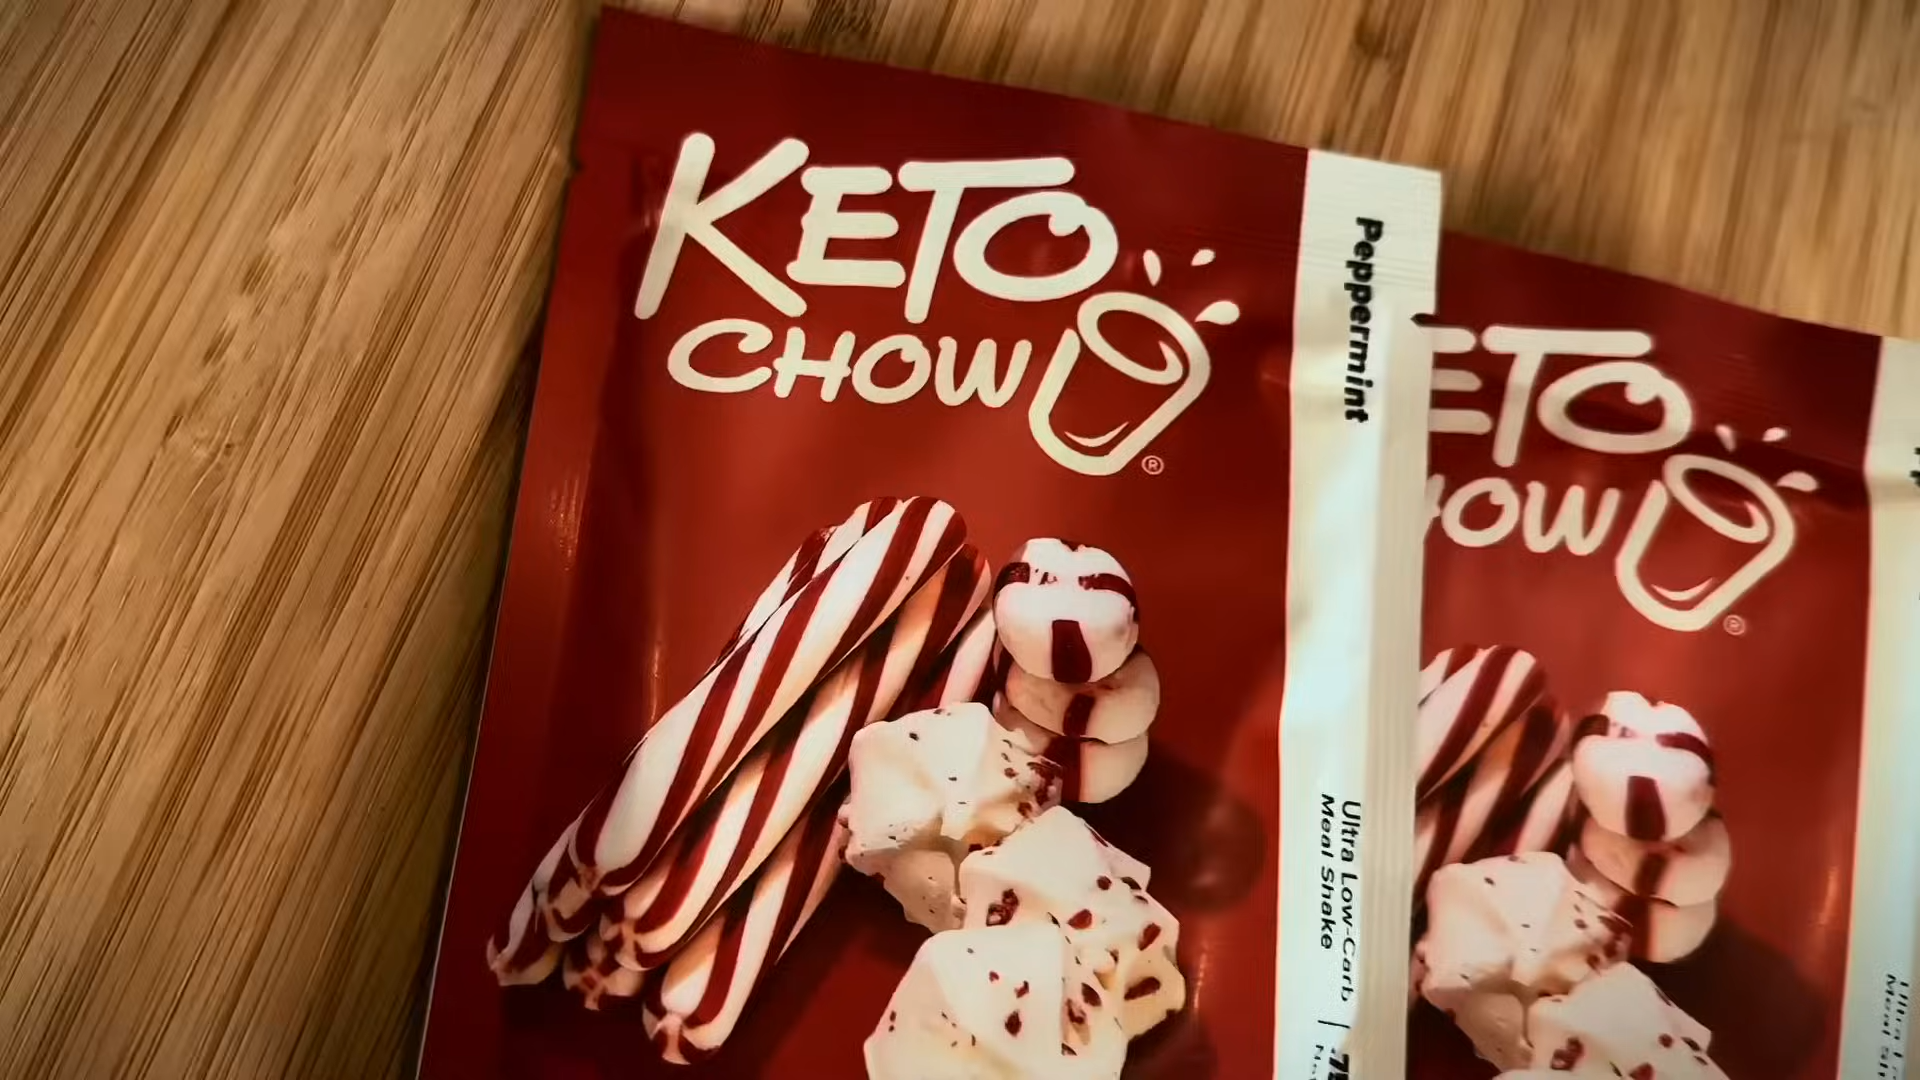 KETO
CHOW
®
Peppermint
Ultra Low-Carb
Meal Shake
ETO
HOW
®